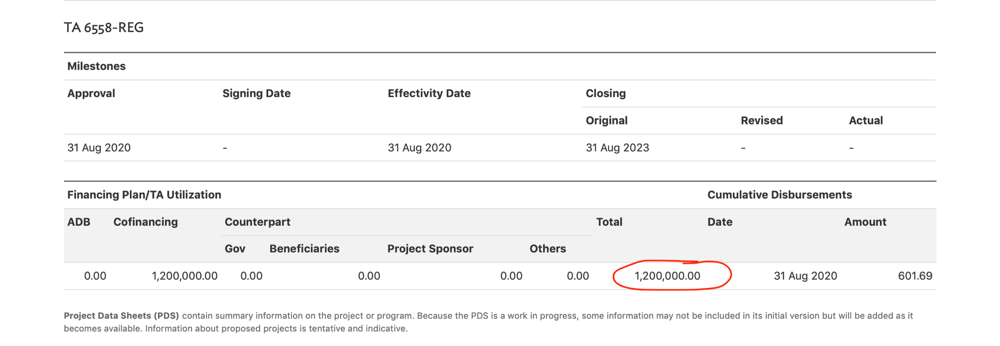 TA 6558-REG
Milestones
Approval Signing Date Effectivity Date Closing
Original Revised Actual
31 Aug 2020 - 31 Aug 2020 31 Aug 2023 - -
Financing Plan/TA Utilization Cumulative Disbursements
ADB Cofinancing Counterpart Total Date Amount
Gov Beneficiaries Project Sponsor Others
0.00 1,200,000.00 0.00 0.00 0.00 0.00 1,200,000.00 31 Aug 2020 601.69
Project Data Sheets (PDS) contain summary information on the project or program. Because the PDS is a work in progress, some information may not be included in its initial version but will be added as it
becomes available. Information about proposed projects is tentative and indicative.